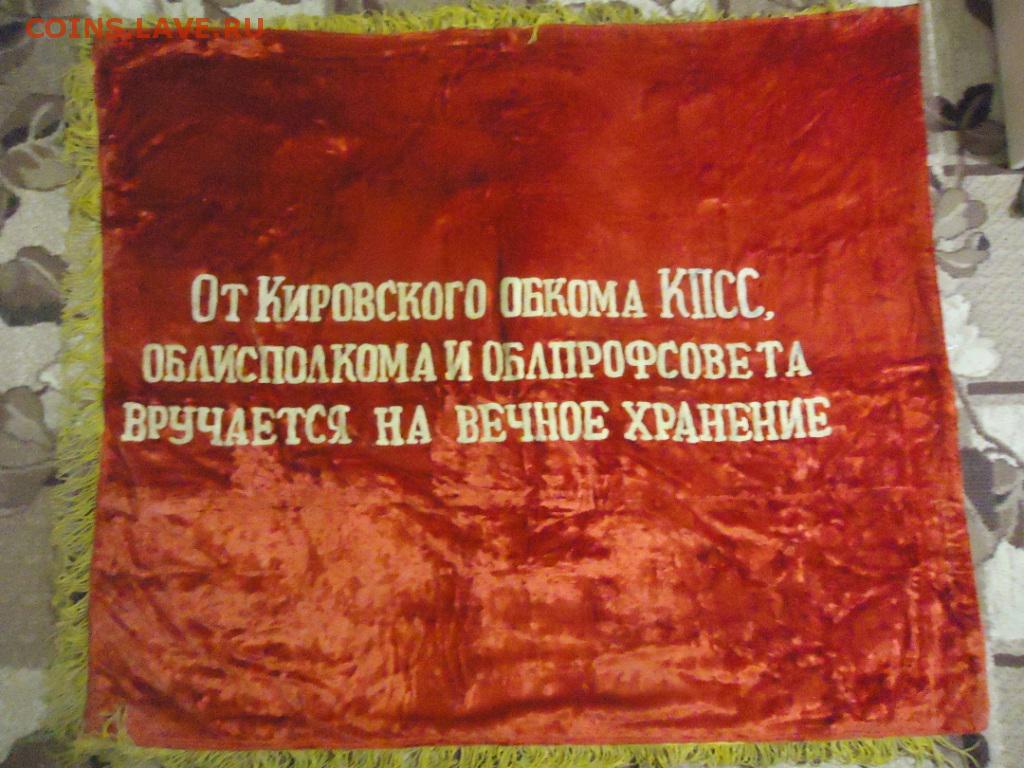 COINS.LAVE.RU
От Кировского обкома КПСС,
облисполкома и облпрофсовета
вручается на вечное хранение